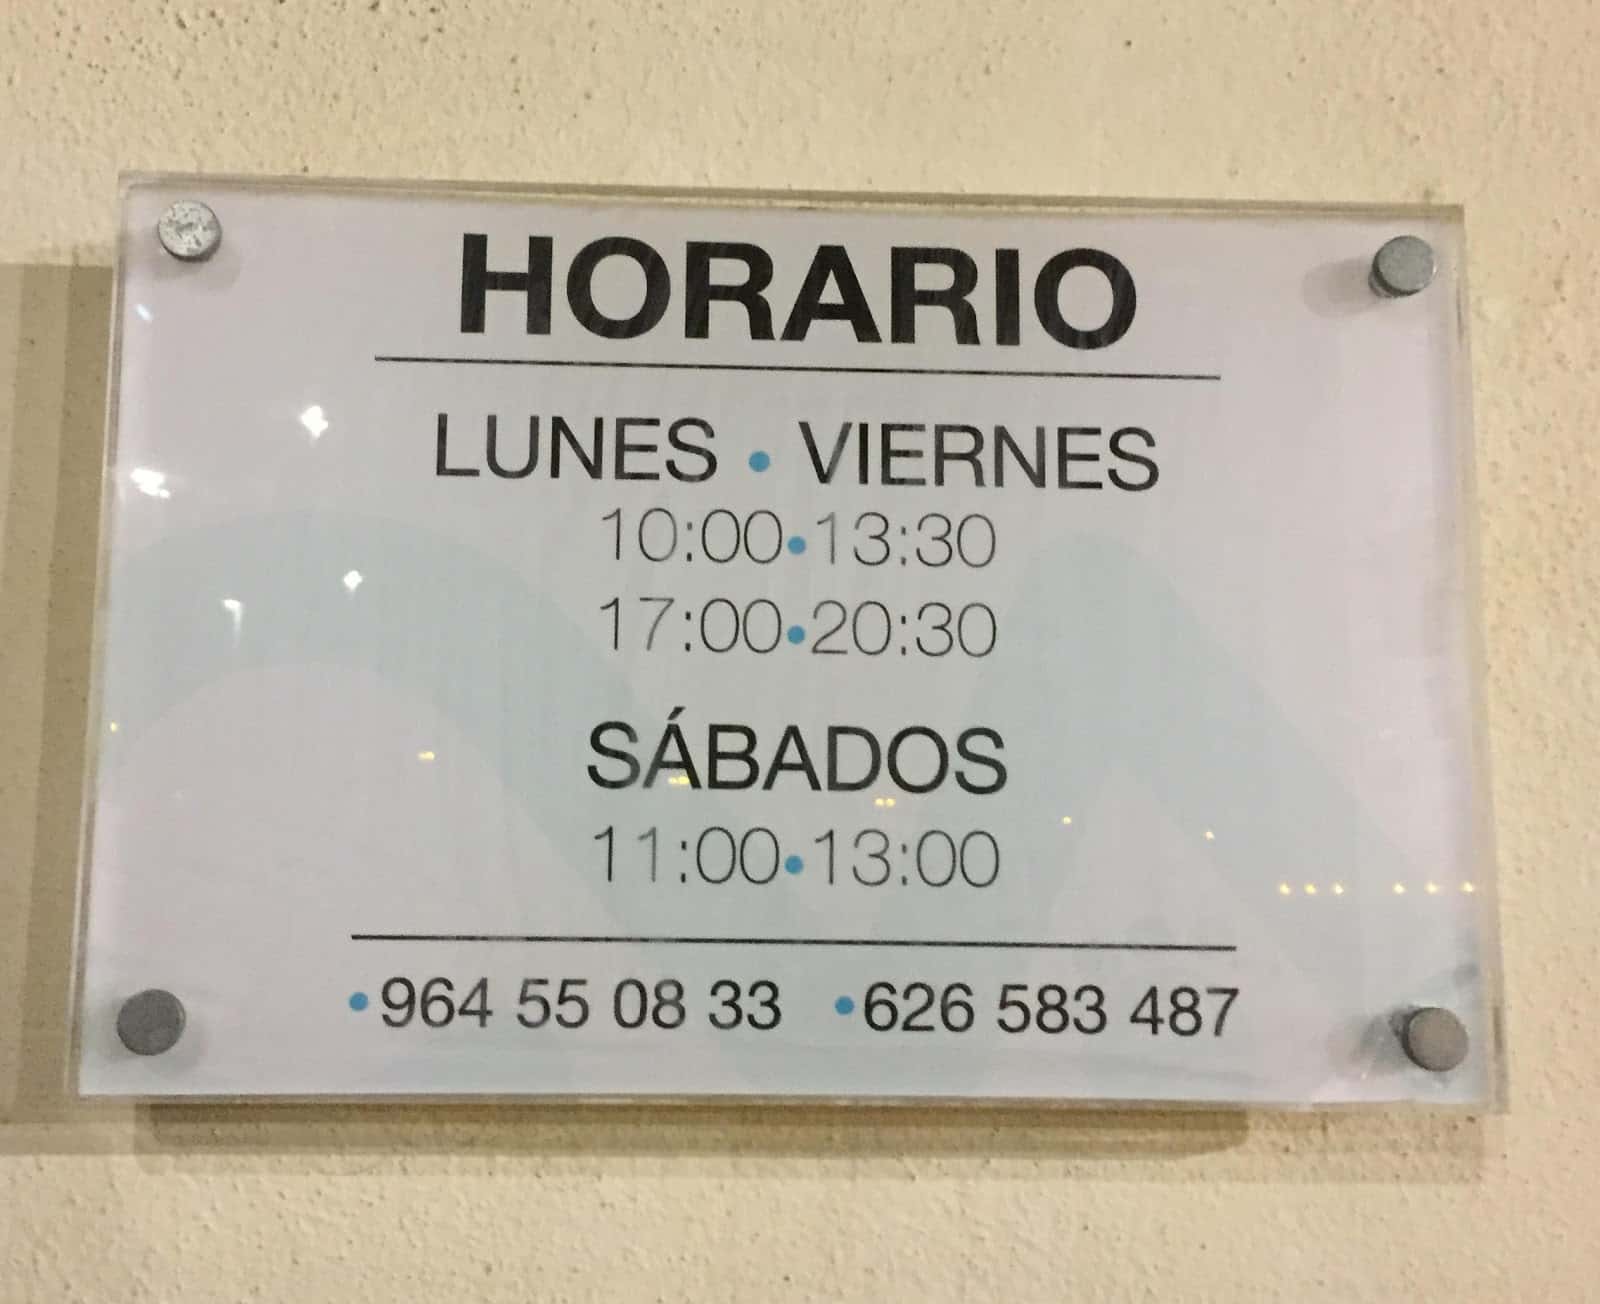 HORARIO
LUNES • VIERNES
10:00•13:30
17:00•20:30
SÁBADOS
11:00•13:00
•964 55 08 33 •626 583 487